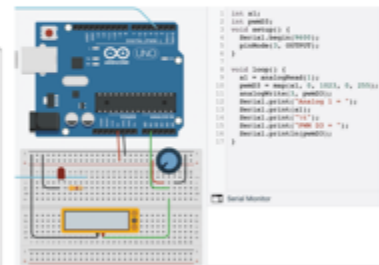 UNO
1 int a1;
2 int pwmD3;
3 void setup() {
4 Serial.begin(9600);
5 pinMode(3, OUTPUT);
6 }
7
8 void loop() {
9 a1 = analogRead(1);
10 pwmD3 = map(a1, 0, 1023, 0, 255);
11 analogWrite(3, pwmD3);
12 Serial.print("Analog 1 = ");
13 Serial.print(a1);
14 Serial.print("\t");
15 Serial.print("PWM D3 = ");
16 Serial.println(pwmD3);
17 }
Serial Monitor